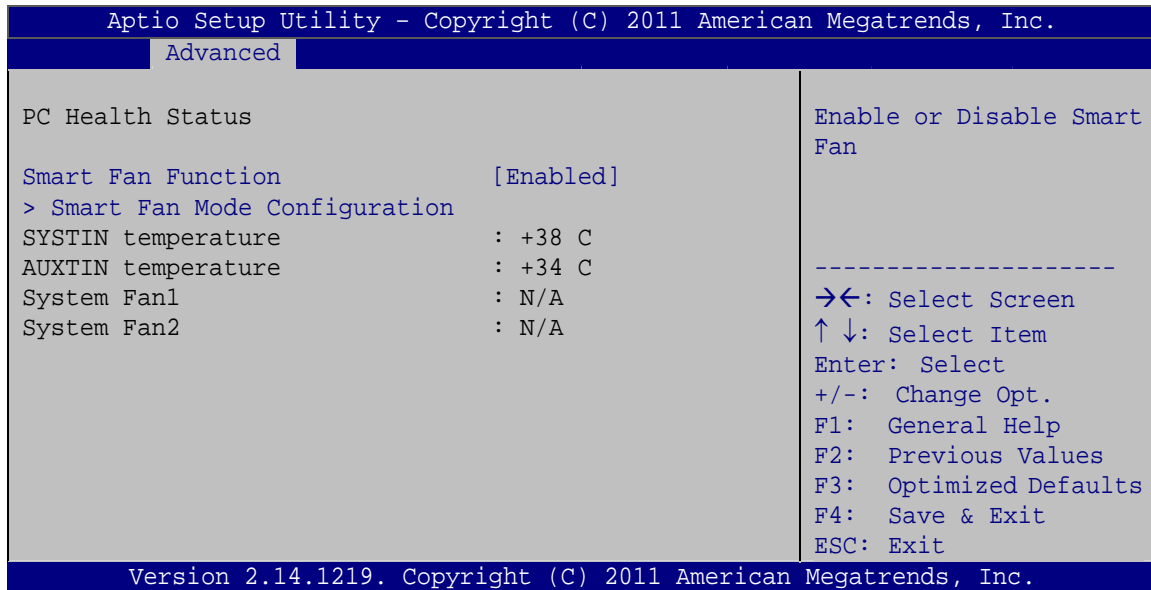 Aptio Setup Utility – Copyright (C) 2011 American Megatrends, Inc.
Advanced
PC Health Status
Smart Fan Function [Enabled]
> Smart Fan Mode Configuration
SYSTIN temperature : +38 C
AUXTIN temperature : +34 C
System Fan1 : N/A
System Fan2 : N/A
Enable or Disable Smart
Fan
---------------------
→←: Select Screen
↑ ↓: Select Item
Enter: Select
+/-: Change Opt.
F1: General Help
F2: Previous Values
F3: Optimized Defaults
F4: Save & Exit
ESC: Exit
Version 2.14.1219. Copyright (C) 2011 American Megatrends, Inc.